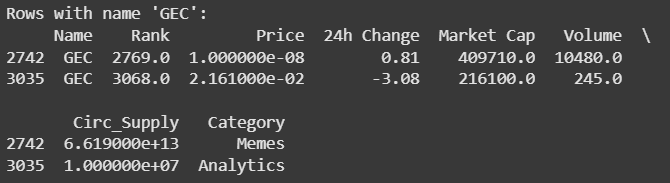 Rows with name 'GEC':
Name Rank Price 24h Change Market Cap Volume \
2742 GEC 2769.0 1.000000e-08 0.81 409710.0 10480.0
3035 GEC 3068.0 2.161000e-02 -3.08 216100.0 245.0
Circ_Supply Category
2742 6.619000e+13 Memes
3035 1.000000e+07 Analytics